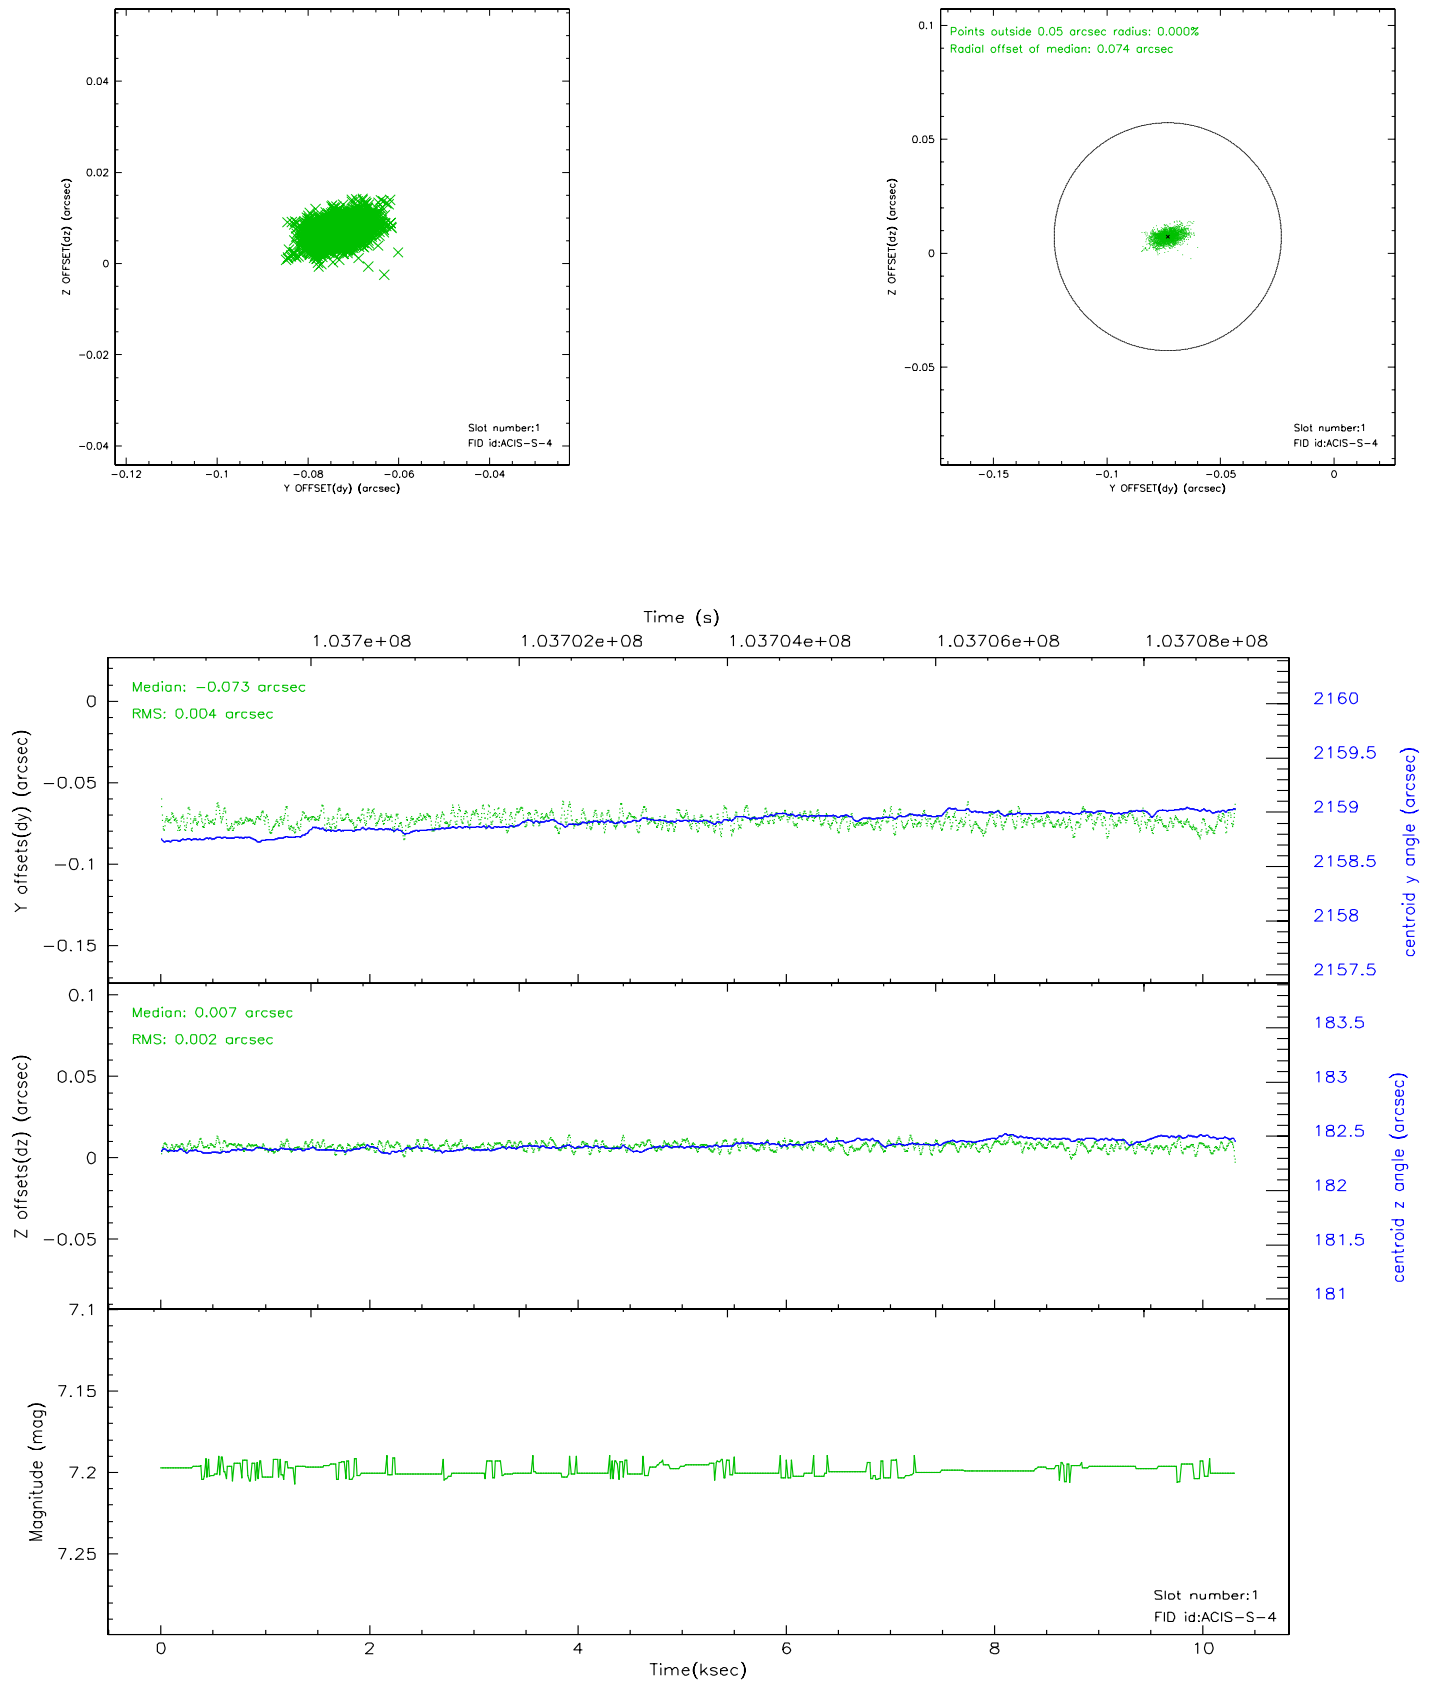 0.04
0.02
0
−0.02
−0.04
Z OFFSET(dz) (arcsec)
Slot number:1
FID id:ACIS−S−4
−0.12
−0.1
−0.08
−0.06
−0.04
Y OFFSET(dy) (arcsec)
Points outside 0.05 arcsec radius: 0.000%
Radial offset of median: 0.074 arcsec
0.1
0.05
0
−0.05
Z OFFSET(dz) (arcsec)
Slot number:1
FID id:ACIS−S−4
−0.15
−0.1
−0.05
0
Y OFFSET(dy) (arcsec)
Time (s)
1.037e+08
1.03702e+08
1.03704e+08
1.03706e+08
1.03708e+08
Median: −0.073 arcsec
RMS: 0.004 arcsec
0
−0.05
−0.1
−0.15
Y offsets(dy) (arcsec)
2160
2159.5
2159
2158.5
2158
2157.5
centroid y angle (arcsec)
Median: 0.007 arcsec
RMS: 0.002 arcsec
0.1
0.05
0
−0.05
Z offsets(dz) (arcsec)
183.5
183
182.5
182
181.5
181
centroid z angle (arcsec)
7.1
7.15
7.2
7.25
Magnitude (mag)
Slot number:1
FID id:ACIS−S−4
0
2
4
6
8
10
Time(ksec)